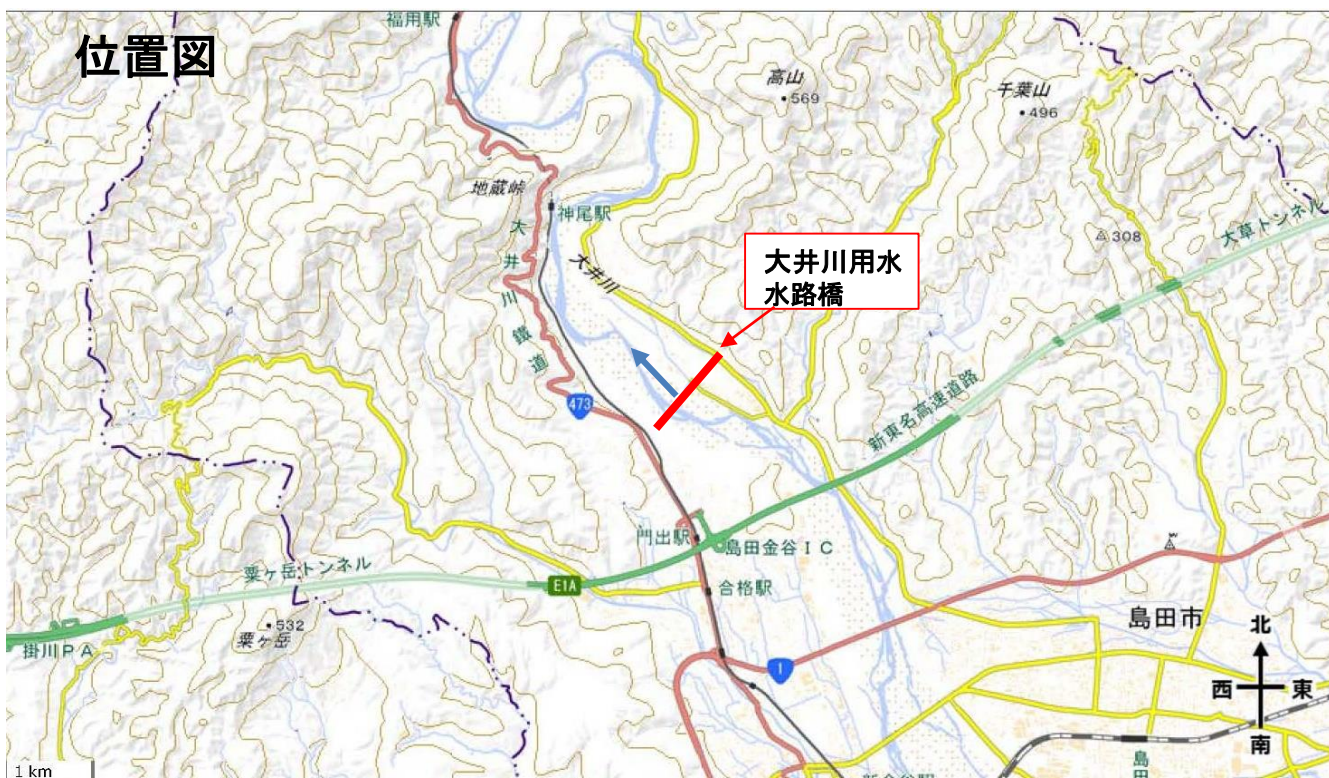 位置図
福用駅
高山
・569
千葉山
・496
地蔵峠
神尾駅
大井川鐵道
大井川
大井川用水
水路橋
308
大草トンネル
新東名高速道路
473
門出駅
島田金谷IC
合格駅
粟ヶ岳トンネル
E1A
・532
粟ヶ岳
掛川PA
島田市
1
北
西
東
南
1 km